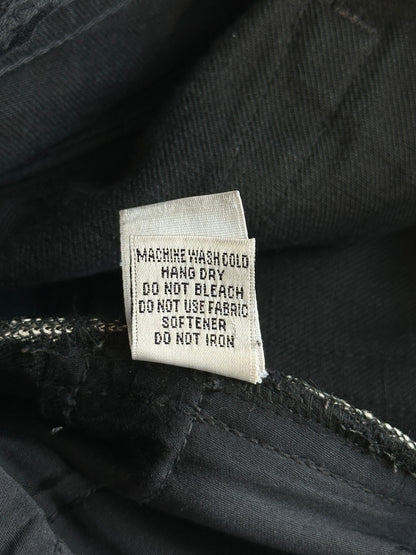 MACHINE WASH COLD
HANG DRY
DO NOT BLEACH
DO NOT USE FABRIC
SOFTENER
DO NOT IRON